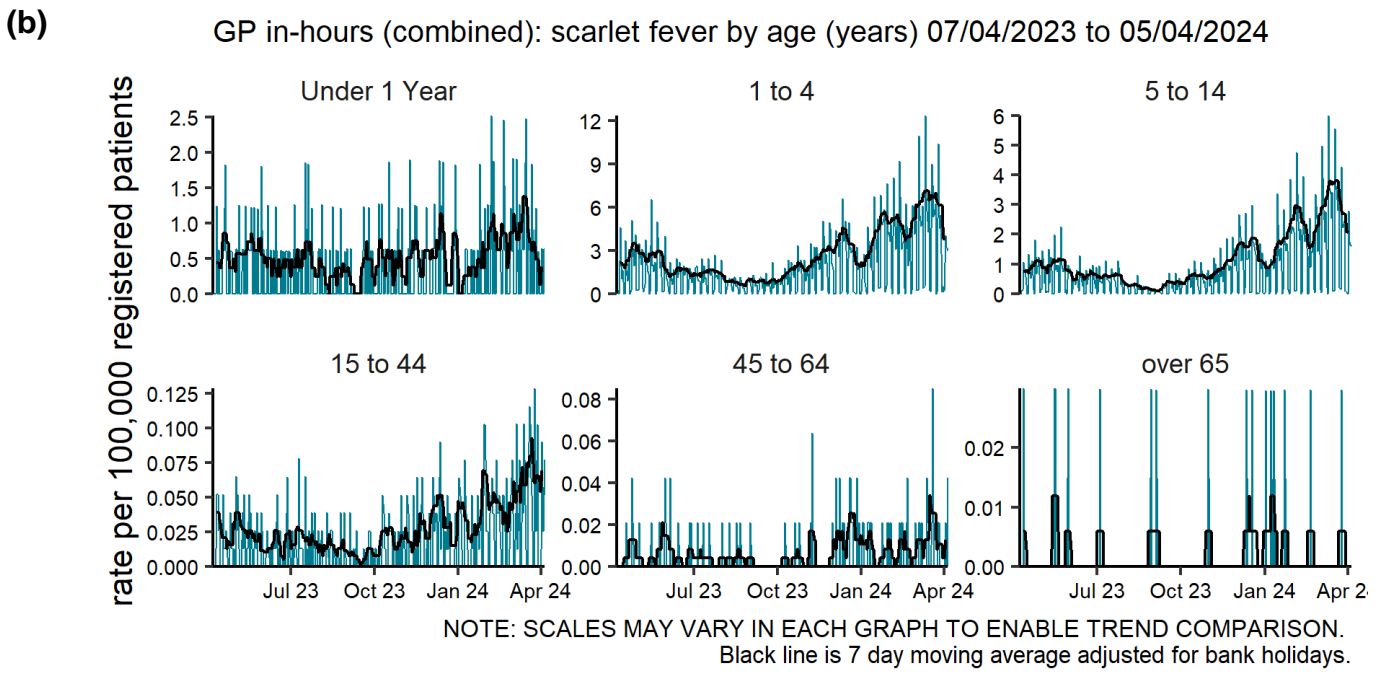 (b)
GP in-hours (combined): scarlet fever by age (years) 07/04/2023 to 05/04/2024
rate per 100,000 registered patients
Under 1 Year
2.5
2.0
1.5
1.0
0.5
0.0
1 to 4
12
9
6
3
0
5 to 14
6
5
4
3
2
1
0
15 to 44
0.125
0.100
0.075
0.050
0.025
0.000
Jul 23 Oct 23 Jan 24 Apr 24
45 to 64
0.08
0.06
0.04
0.02
0.00
Jul 23 Oct 23 Jan 24 Apr 24
over 65
0.02
0.01
0.00
Jul 23 Oct 23 Jan 24 Apr 2
NOTE: SCALES MAY VARY IN EACH GRAPH TO ENABLE TREND COMPARISON.
Black line is 7 day moving average adjusted for bank holidays.